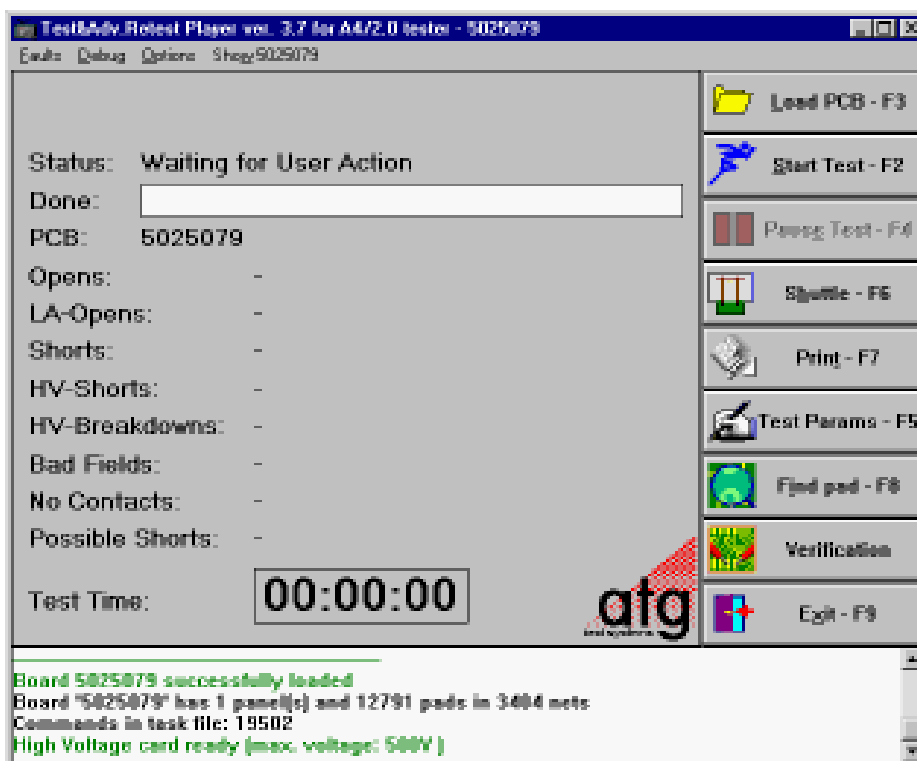 Test&Adv.Retest Player ver. 3.7 for A4/2.0 tester - 5025079
Faults Debug Options Show 5025079
Status: Waiting for User Action
Done:
PCB: 5025079
Opens: -
LA-Opens: -
Shorts: -
HV-Shorts: -
HV-Breakdowns: -
Bad Fields: -
No Contacts: -
Possible Shorts: -
Test Time: 00:00:00
atg
test systems
Load PCB - F3
Start Test - F2
Pause Test - F4
Shuttle - F6
Print - F7
Test Params - F5
Find pad - F8
Verification
Exit - F9
Board 5025079 successfully loaded
Board "5025079" has 1 panel(s) and 12791 pads in 3404 nets
Commands in task file: 19502
High Voltage card ready (max. voltage: 500V )